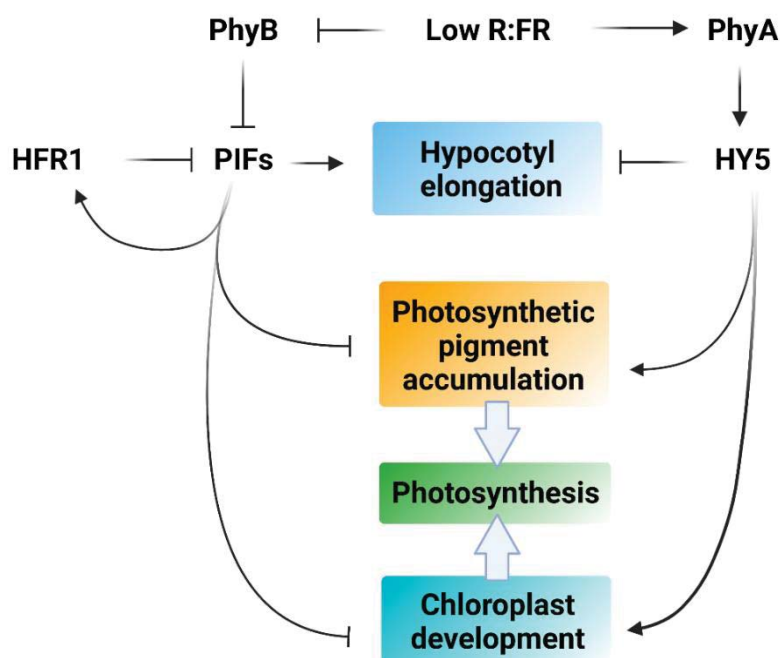 PhyB Low R:FR PhyA
HFR1 PIFs Hypocotyl elongation HY5
Photosynthetic
pigment
accumulation
Photosynthesis
Chloroplast
development